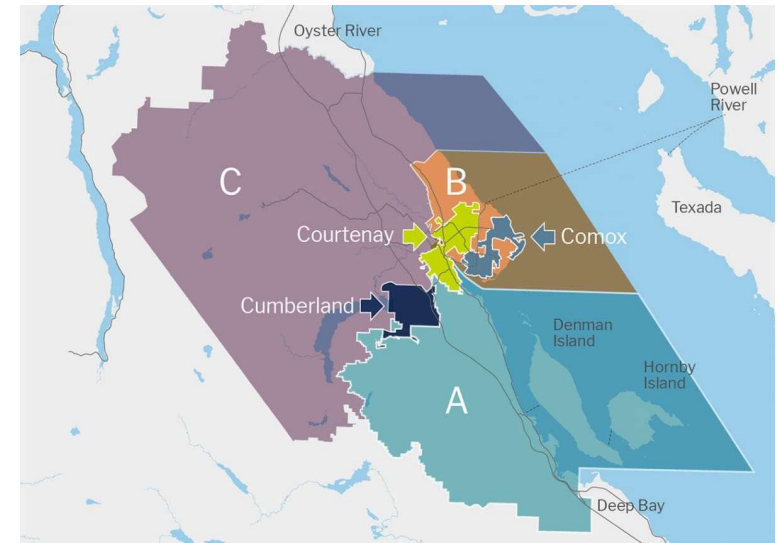 Oyster River
Powell
River
C
B
Texada
Courtenay
Comox
Cumberland
Denman
Island
Hornby
Island
A
Deep Bay